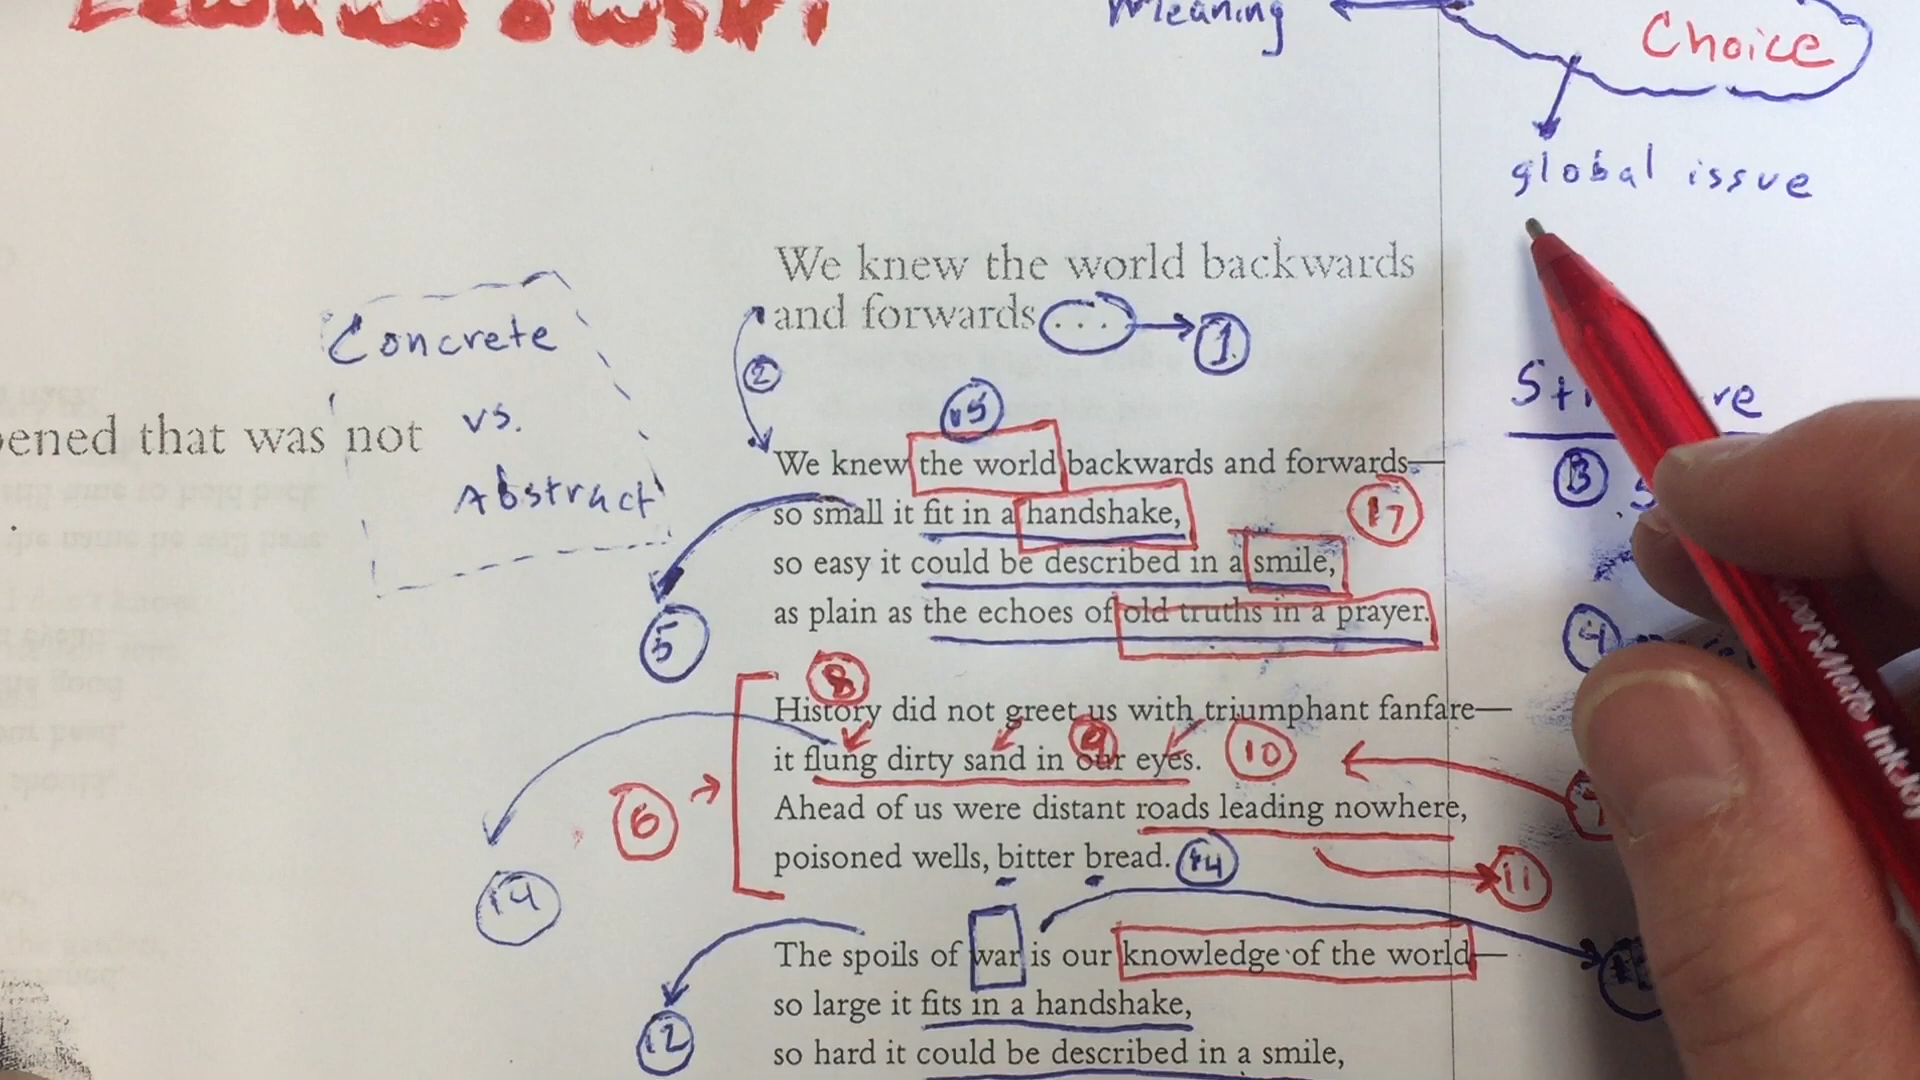 Meaning
Choice
global issue
We knew the world backwards
and forwards... 1
Concrete
vs.
Abstract
2
vs
ened that was not
We knew the world backwards and forwards—
so small it fit in a handshake,
17
so easy it could be described in a smile,
as plain as the echoes of old truths in a prayer.
5
3
4
8
History did not greet us with triumphant fanfare—
it flung dirty sand in our eyes.
9
10
6
Ahead of us were distant roads leading nowhere,
poisoned wells, bitter bread.
14
11
14
The spoils of war is our knowledge of the world—
so large it fits in a handshake,
12
so hard it could be described in a smile,
PaperMate InkJoy